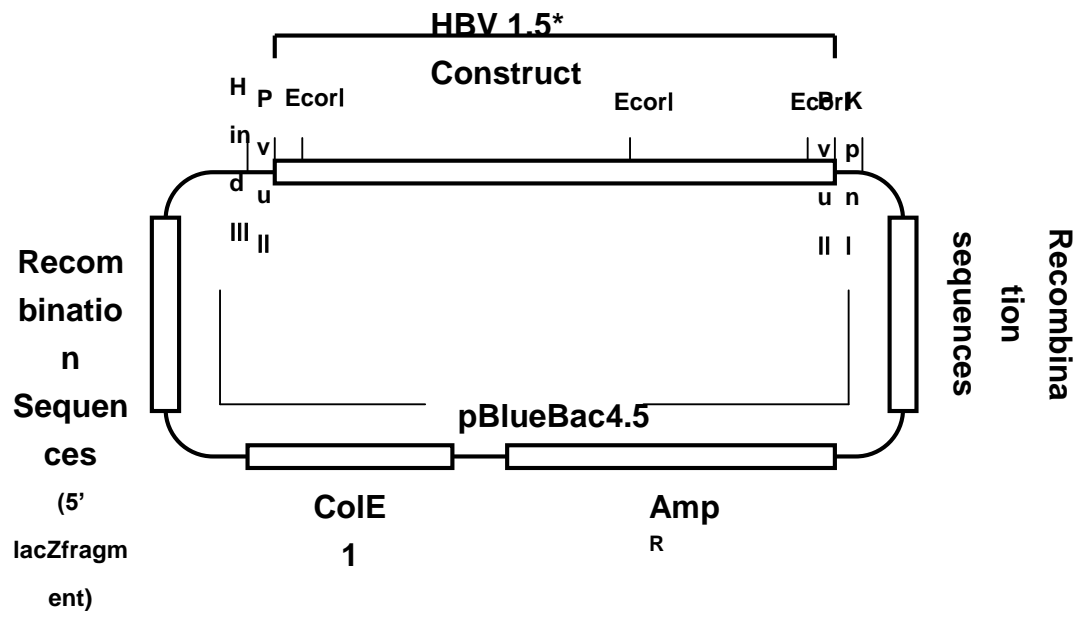 HBV 1.5*
Construct
H
in
d
III
P
v
u
II
EcorI
EcorI
EcorI
P
v
u
II
K
p
n
I
Recom
binatio
n
Sequen
ces
(5'
lacZfragm
ent)
Recombina
tion
sequences
pBlueBac4.5
ColE
1
Amp
R